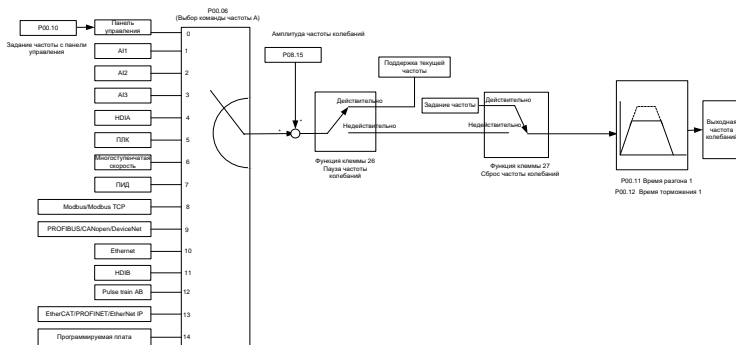 P00.06
(Выбор команды частоты A)
P00.10
Задание частоты с панели
управления
Панель
управления
0
AI1
1
AI2
2
AI3
3
HDIA
4
ПЛК
5
Многоступенчатая
скорость
6
ПИД
7
Modbus/Modbus TCP
8
PROFIBUS/CANopen/DeviceNet
9
Ethernet
10
HDIB
11
Pulse train AB
12
EtherCAT/PROFINET/EtherNet IP
13
Программируемая плата
14
Амплитуда частоты колебаний
P08.15
+
+
Действительно
Недействительно
Функция клеммы 26
Пауза частоты
колебаний
Поддержка текущей
частоты
Задание частоты
Действительно
Недействительно
Функция клеммы 27
Сброс частоты колебаний
P00.11 Время разгона 1
P00.12 Время торможения 1
Выходная
частота
колебаний